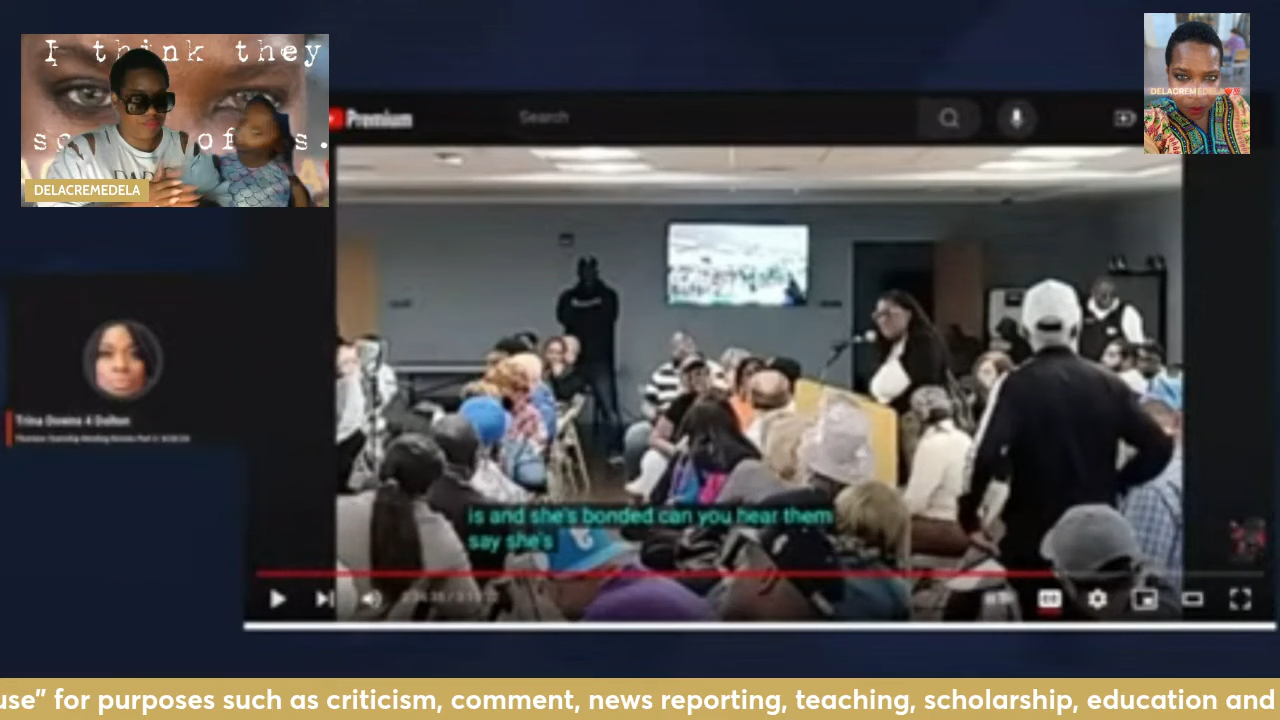 I think they
of s.
DELACREMEDELA
DELACREMEDELA
Premium
Search
Trina Downs 4 Dolton
is and she's bonded can you hear them
say she's
use” for purposes such as criticism, comment, news reporting, teaching, scholarship, education and